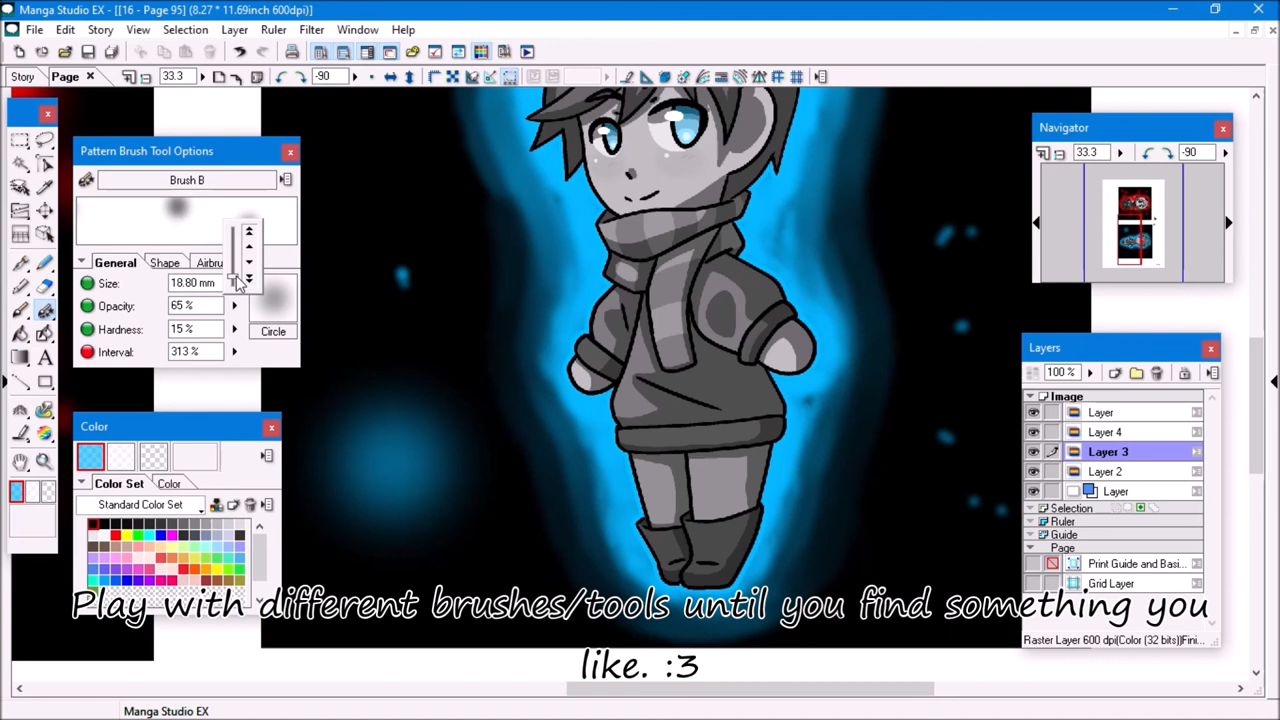 Manga Studio EX - [[16 - Page 95] (8.27 * 11.69inch 600dpi)]
File Edit Story View Selection Layer Ruler Filter Window Help
Story Page 33.3 -90
Pattern Brush Tool Options
Brush B
General Shape Airbru
Size: 18.80 mm
Opacity: 65 %
Hardness: 15 %
Circle
Interval: 313 %
Color
Color Set Color
Standard Color Set
Navigator
33.3 -90
Layers
100 %
Image
Layer
Layer 4
Layer 3
Layer 2
Layer
Selection
Ruler
Guide
Page
Print Guide and Basi...
Grid Layer
Raster Layer 600 dpi(Color (32 bits))Fini
Play with different brushes/tools until you find something you
like. :3
Manga Studio EX